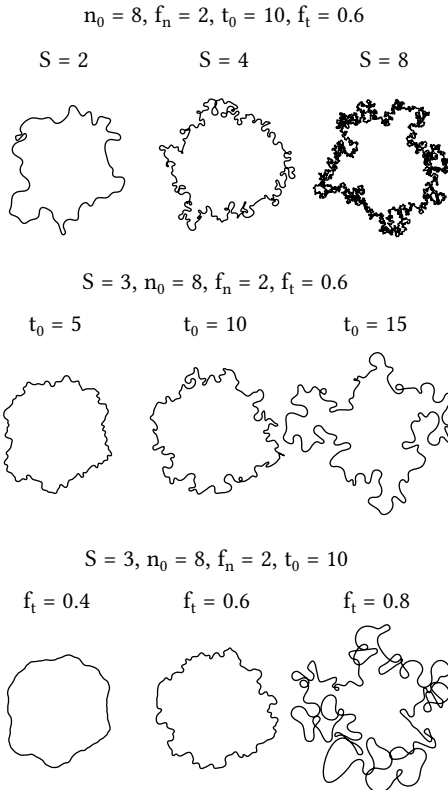 n₀ = 8, fₙ = 2, t₀ = 10, fₜ = 0.6
S = 2 S = 4 S = 8
S = 3, n₀ = 8, fₙ = 2, fₜ = 0.6
t₀ = 5 t₀ = 10 t₀ = 15
S = 3, n₀ = 8, fₙ = 2, t₀ = 10
fₜ = 0.4 fₜ = 0.6 fₜ = 0.8